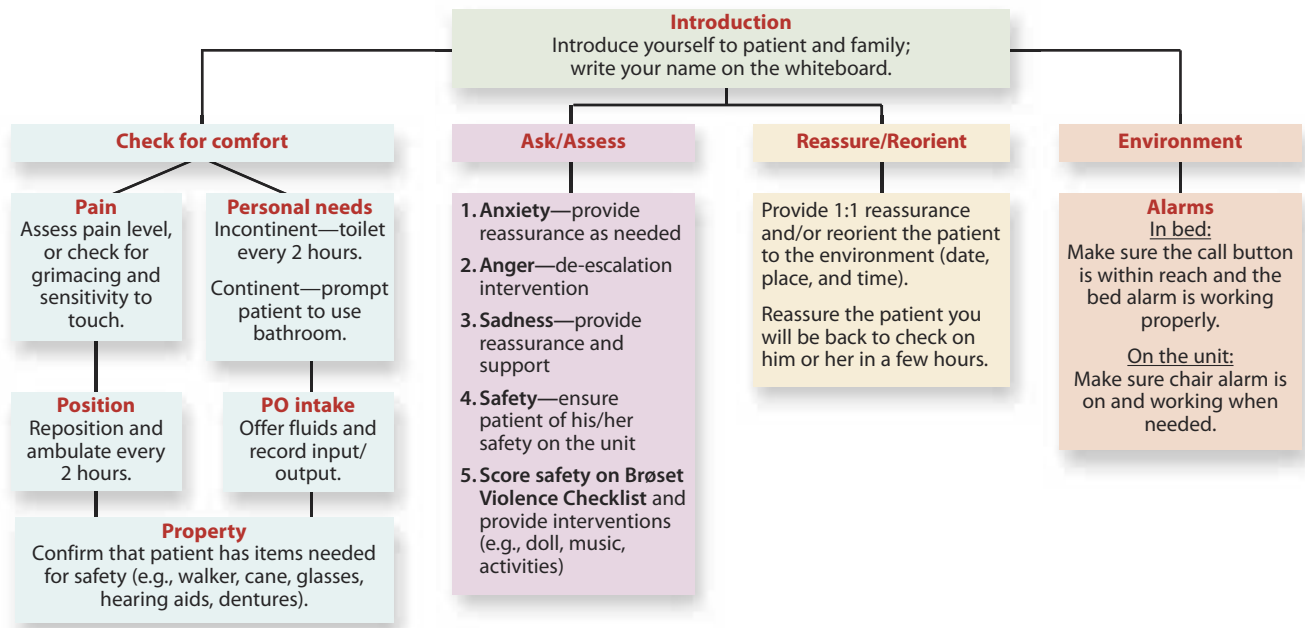 Introduction
Introduce yourself to patient and family;
write your name on the whiteboard.
Check for comfort
Pain
Assess pain level,
or check for
grimacing and
sensitivity to
touch.
Personal needs
Incontinent—toilet
every 2 hours.
Continent—prompt
patient to use
bathroom.
Position
Reposition and
ambulate every
2 hours.
PO intake
Offer fluids and
record input/
output.
Property
Confirm that patient has items needed
for safety (e.g., walker, cane, glasses,
hearing aids, dentures).
Ask/Assess
1. Anxiety—provide
reassurance as needed
2. Anger—de-escalation
intervention
3. Sadness—provide
reassurance and
support
4. Safety—ensure
patient of his/her
safety on the unit
5. Score safety on Brøset
Violence Checklist and
provide interventions
(e.g., doll, music,
activities)
Reassure/Reorient
Provide 1:1 reassurance
and/or reorient the patient
to the environment (date,
place, and time).
Reassure the patient you
will be back to check on
him or her in a few hours.
Environment
Alarms
In bed:
Make sure the call button
is within reach and the
bed alarm is working
properly.
On the unit:
Make sure chair alarm is
on and working when
needed.